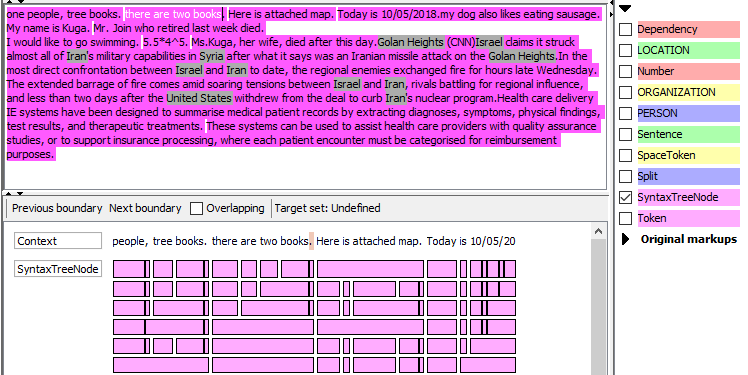 one people, tree books. there are two books. Here is attached map. Today is 10/05/2018.my dog also likes eating sausage.
My name is Kuga. Mr. Join who retired last week died.
I would like to go swimming. 5.5*4^5. Ms.Kuga, her wife, died after this day.Golan Heights (CNN)Israel claims it struck
almost all of Iran's military capabilities in Syria after what it says was an Iranian missile attack on the Golan Heights.In the
most direct confrontation between Israel and Iran to date, the regional enemies exchanged fire for hours late Wednesday.
The extended barrage of fire comes amid soaring tensions between Israel and Iran, rivals battling for regional influence,
and less than two days after the United States withdrew from the deal to curb Iran's nuclear program.Health care delivery
IE systems have been designed to summarise medical patient records by extracting diagnoses, symptoms, physical findings,
test results, and therapeutic treatments. These systems can be used to assist health care providers with quality assurance
studies, or to support insurance processing, where each patient encounter must be categorised for reimbursement
purposes.
Previous boundary Next boundary Overlapping Target set: Undefined
Context people, tree books. there are two books. Here is attached map. Today is 10/05/20
SyntaxTreeNode
Dependency
LOCATION
Number
ORGANIZATION
PERSON
Sentence
SpaceToken
Split
SyntaxTreeNode
Token
Original markups